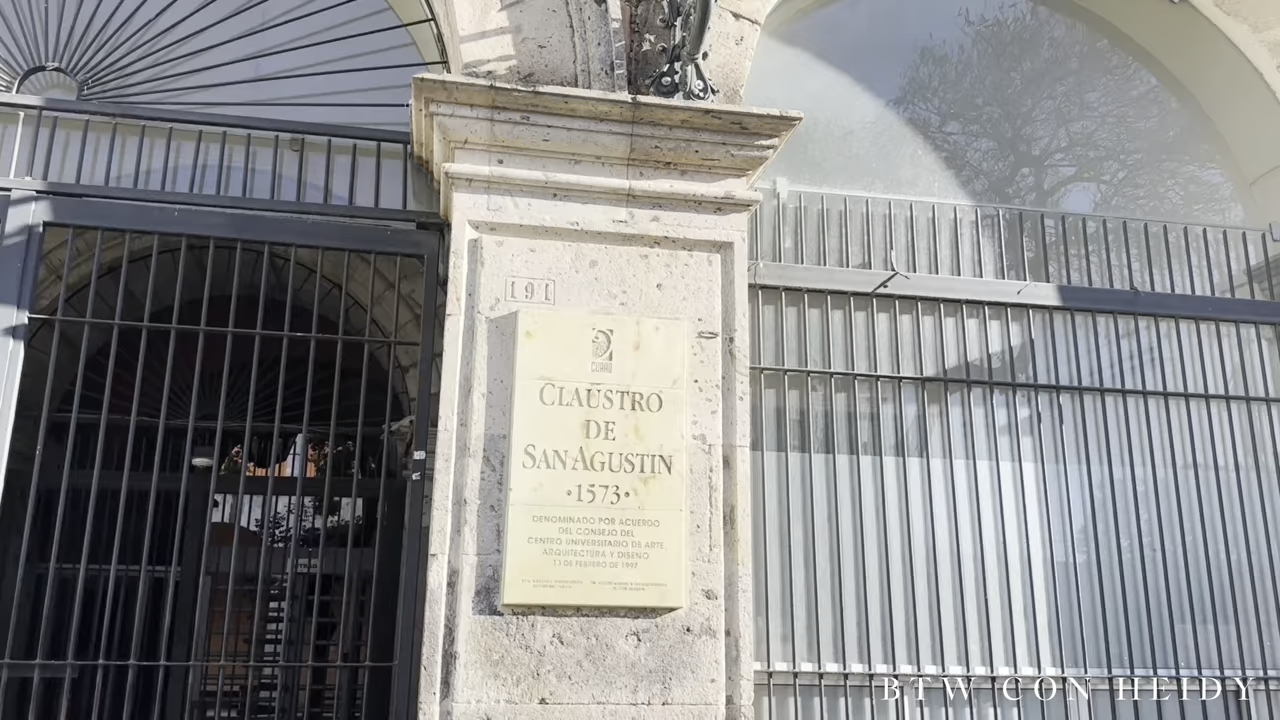 191
CUAAD
CLAUSTRO
DE
SAN AGUSTIN
·1573·
DENOMINADO POR ACUERDO
DEL CONSEJO DEL
CENTRO UNIVERSITARIO DE ARTE,
ARQUITECTURA Y DISEÑO
13 DE FEBRERO DE 1997
BTW CON HEIDY